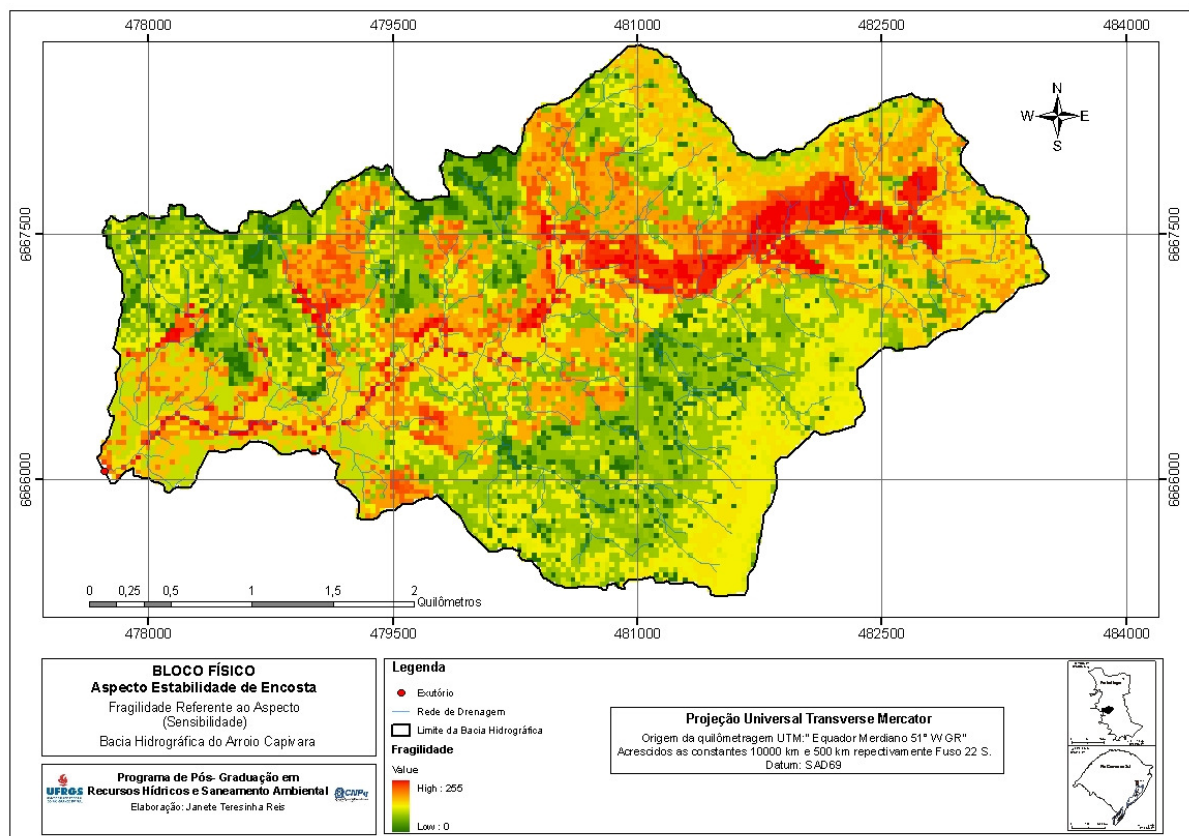 478000 479500 481000 482500 484000
N
W E
S
6667500 6667500
6666000 6666000
0 0,25 0,5 1 1,5 2
Quilômetros
478000 479500 481000 482500 484000
BLOCO FÍSICO
Aspecto Estabilidade de Encosta
Fragilidade Referente ao Aspecto
(Sensibilidade)
Bacia Hidrográfica do Arroio Capivara
UFRGS
Programa de Pós- Graduação em
Recursos Hídricos e Saneamento Ambiental
Elaboração: Janete Teresinha Reis
CNPq
Legenda
Exutório
Rede de Drenagem
Limite da Bacia Hidrográfica
Fragilidade
Value
High : 255
Low : 0
Projeção Universal Transverse Mercator
Origem da quilômetragem UTM:" Equador Merdiano 51° W GR"
Acrescidos as constantes 10000 km e 500 km repectivamente Fuso 22 S.
Datum: SAD69